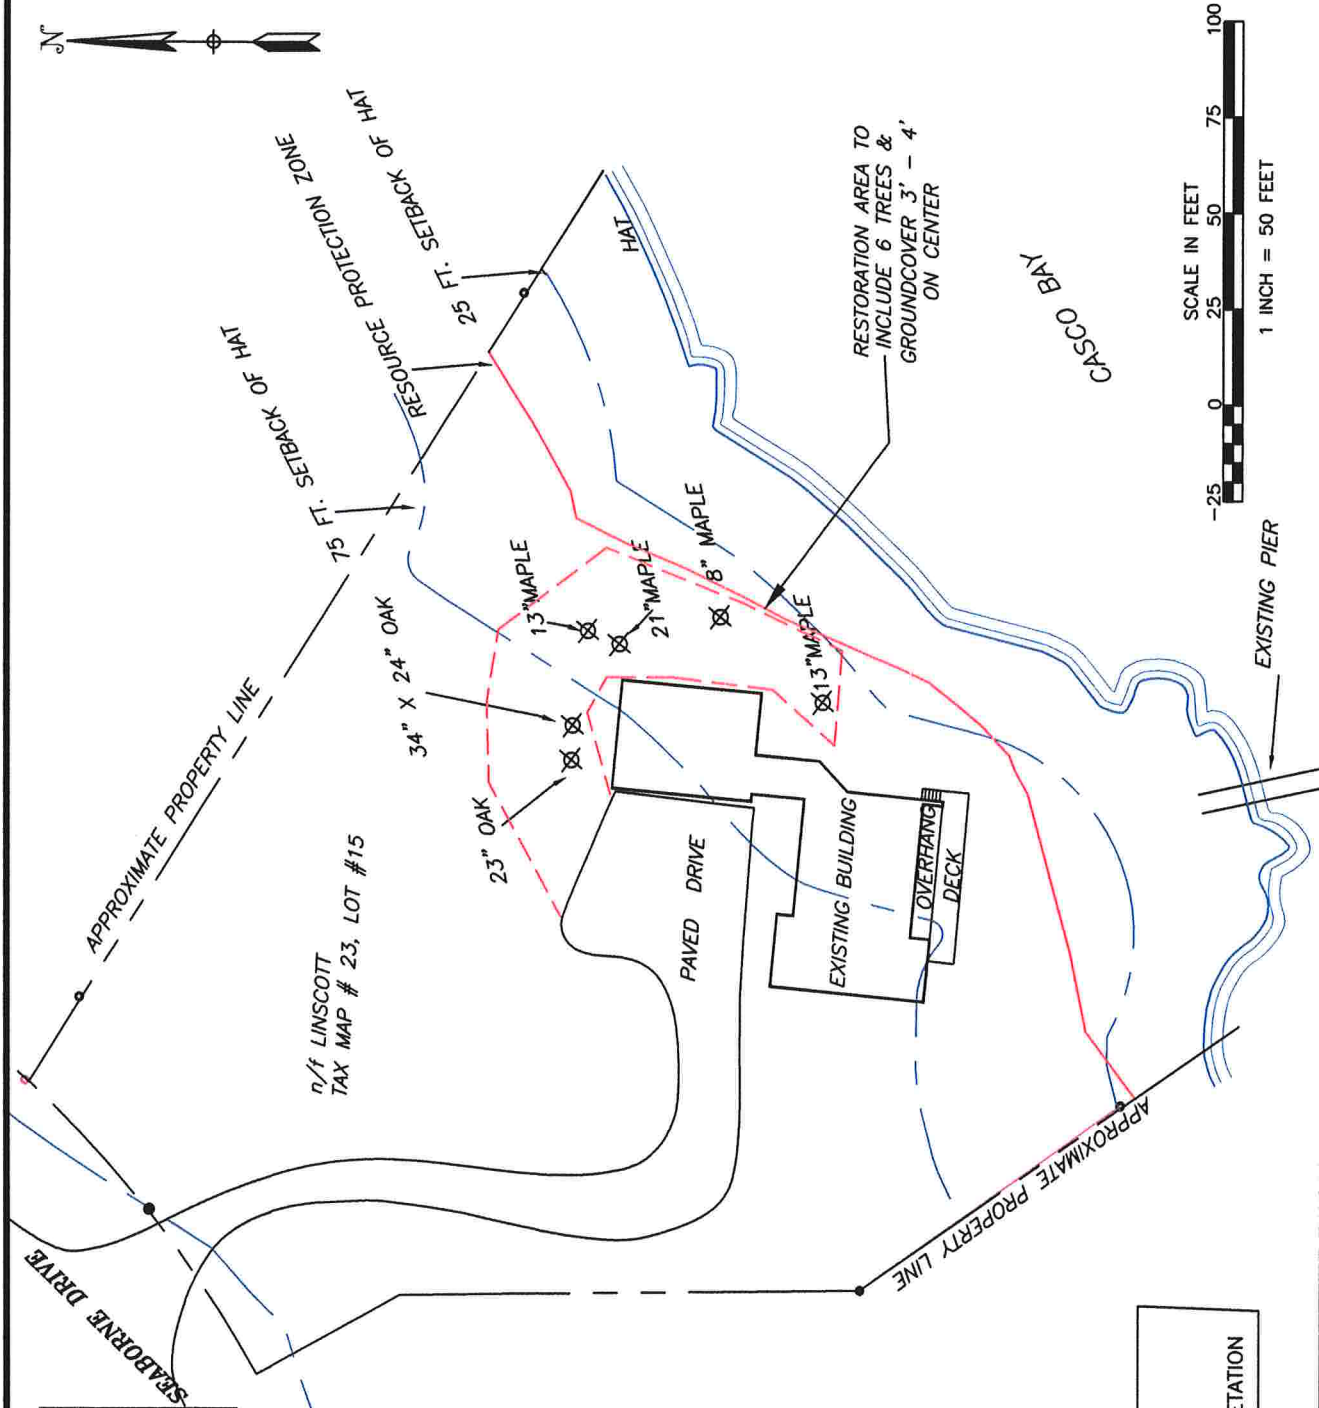 N
75 FT. SETBACK OF HAT
RESOURCE PROTECTION ZONE
25 FT. SETBACK OF HAT
HAT
APPROXIMATE PROPERTY LINE
n/f LINSCOTT
TAX MAP # 23, LOT #15
34" X 24" OAK
23" OAK
13"MAPLE
21"MAPLE
8" MAPLE
13"MAPLE
RESTORATION AREA TO
INCLUDE 6 TREES &
GROUNDCOVER 3' - 4'
ON CENTER
CASCO BAY
PAVED DRIVE
EXISTING BUILDING
OVERHANG
DECK
SEABORNE DRIVE
APPROXIMATE PROPERTY LINE
EXISTING PIER
SCALE IN FEET
-25 0 25 50 75 100
1 INCH = 50 FEET
ETATION